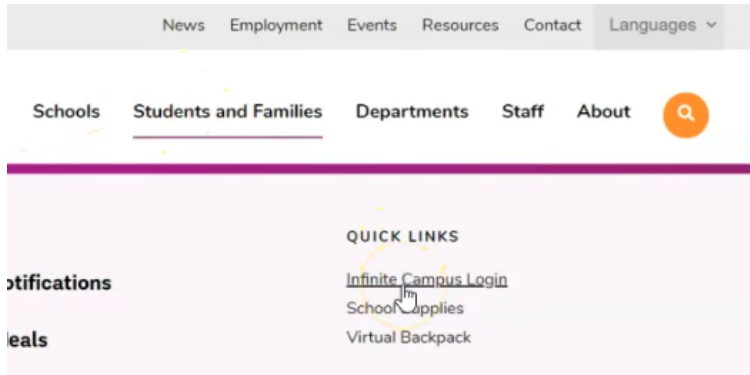 News Employment Events Resources Contact Languages
Schools Students and Families Departments Staff About
QUICK LINKS
otifications
Infinite Campus Login
School Supplies
eals
Virtual Backpack